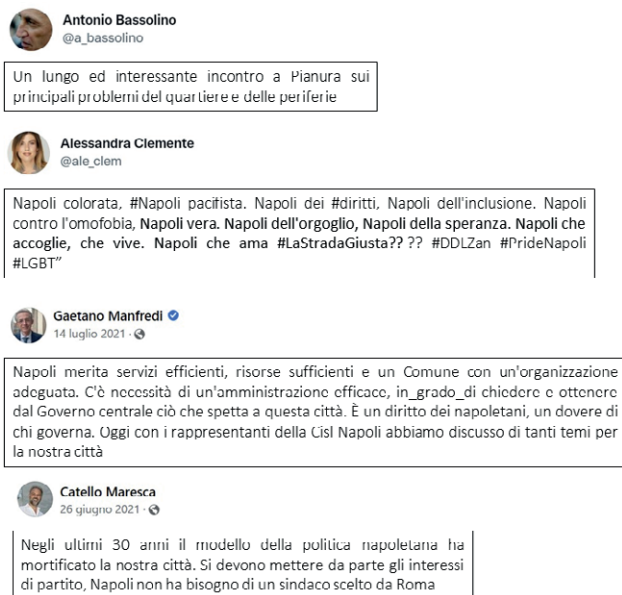 Antonio Bassolino
@a_bassolino
Un lungo ed interessante incontro a Pianura sui
principali problemi del quartiere e delle periferie
Alessandra Clemente
@ale_clem
Napoli colorata, #Napoli pacifista. Napoli dei #diritti, Napoli dell'inclusione. Napoli
contro l'omofobia, Napoli vera. Napoli dell'orgoglio, Napoli della speranza. Napoli che
accoglie, che vive. Napoli che ama #LaStradaGiusta?? ?? #DDLZan #PrideNapoli
#LGBT"
Gaetano Manfredi
14 luglio 2021 ·
Napoli merita servizi efficienti, risorse sufficienti e un Comune con un'organizzazione
adeguata. C'è necessità di un'amministrazione efficace, in_grado_di chiedere e ottenere
dal Governo centrale ciò che spetta a questa città. È un diritto dei napoletani, un dovere di
chi governa. Oggi con i rappresentanti della Cisl Napoli abbiamo discusso di tanti temi per
la nostra città
Catello Maresca
26 giugno 2021 ·
Negli ultimi 30 anni il modello della politica napoletana ha
mortificato la nostra città. Si devono mettere da parte gli interessi
di partito, Napoli non ha bisogno di un sindaco scelto da Roma